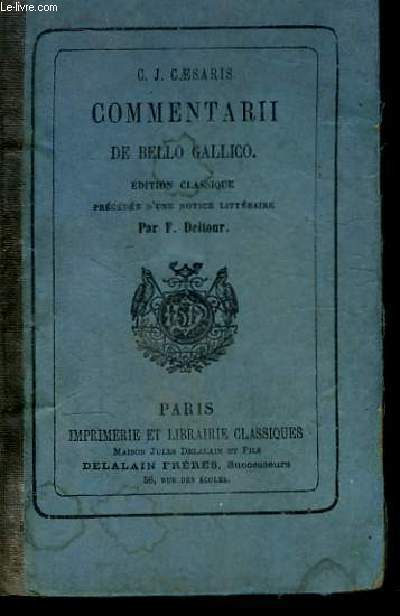 le-livre.com
C. J. CÆSARIS
COMMENTARII
DE BELLO GALLICO.
ÉDITION CLASSIQUE
PRÉCÉDÉE D'UNE NOTICE LITTÉRAIRE
Par F. Deltour.
PARIS
IMPRIMERIE ET LIBRAIRIE CLASSIQUES
MAISON JULES DELALAIN ET FILS
DELALAIN FRÈRES, Successeurs
56, RUE DES ÉCOLES.